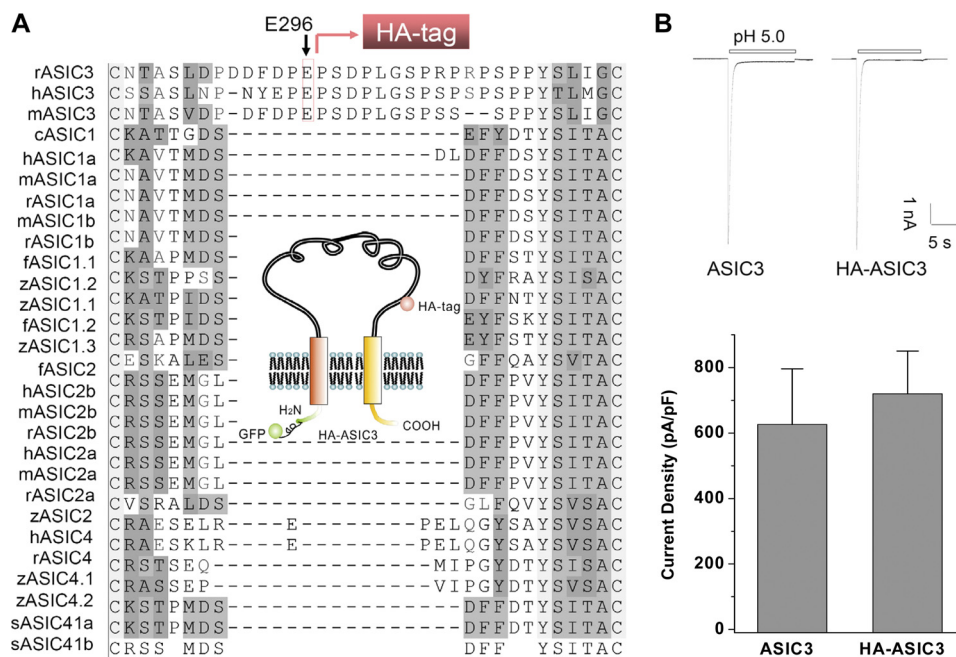 A
E296
HA-tag
rASIC3
hASIC3
mASIC3
cASIC1
hASIC1a
mASIC1a
rASIC1a
mASIC1b
rASIC1b
fASIC1.1
zASIC1.2
zASIC1.1
fASIC1.2
zASIC1.3
fASIC2
hASIC2b
mASIC2b
rASIC2b
hASIC2a
mASIC2a
rASIC2a
zASIC2
hASIC4
rASIC4
zASIC4.1
zASIC4.2
sASIC41a
sASIC41b
CNTASLDPDDFDPEPSDPLGSPRPRPSPPYSLIGC
CSSASLNP-NYEPEPSDPLGSPSPSPSPPYTLMGC
CNTASVDP-DFDPEPSDPLGSPSS--SPPYSLIGC
CKATTGDS----------------EFYDTYSITAC
CKAVTMDS--------------DLDFFDSYSITAC
CNAVTMDS----------------DFFDSYSITAC
CNAVTMDS----------------DFFDSYSITAC
CNAVTMDS----------------DFFDSYSITAC
CNAVTMDS- DFFDSYSITAC
CKAAPMDS- DFFSTYSITAC
CKSTPPSS- DYFRAYSISAC
CKATPIDS- DFFNTYSITAC
CKSTPIDS- EYFSKYSITAC
CRSAPMDS- EYFSTYSITAC
CESKALES- GFFQAYSVTAC
CRSSEMGL- DFFPVYSITAC
CRSSEMGL- DFFPVYSITAC
CRSSEMGL- DFFPVYSITAC
CRSSEMGL----------------DFFPVYSITAC
CRSSEMGL----------------DFFPVYSITAC
CRSSEMGL----------------DFFPVYSITAC
CVSRALDS----------------GLFQVYSVSAC
CRAESELR----E--------PELQGYSAYSVSAC
CRAESKLR----E--------PELQGYSAYSVSAC
CRSTSEQ---------------MIPGYDTYSISAC
CRASSEP---------------VIPGYDTYSITAC
CKSTPMDS----------------DFFDTYSITAC
CKSTPMDS----------------DFFDTYSITAC
CRSS MDS DFF YSITAC
HA-tag
H2N
GFP
HA-ASIC3
COOH
B
pH 5.0
1 nA
5 s
ASIC3
HA-ASIC3
Current Density (pA/pF)
800
600
400
200
0
ASIC3
HA-ASIC3